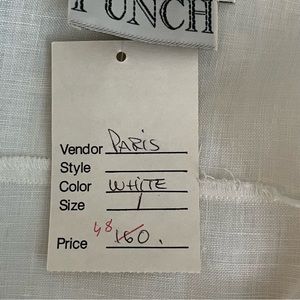 PUNCH
Vendor PARIS
Style
Color WHITE
Size 1
Price 48 160.